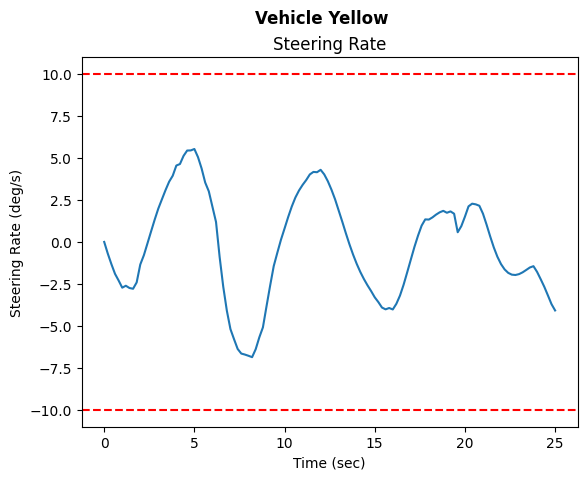 Vehicle Yellow
Steering Rate
10.0
7.5
5.0
2.5
0.0
−2.5
−5.0
−7.5
−10.0
Steering Rate (deg/s)
0 5 10 15 20 25
Time (sec)